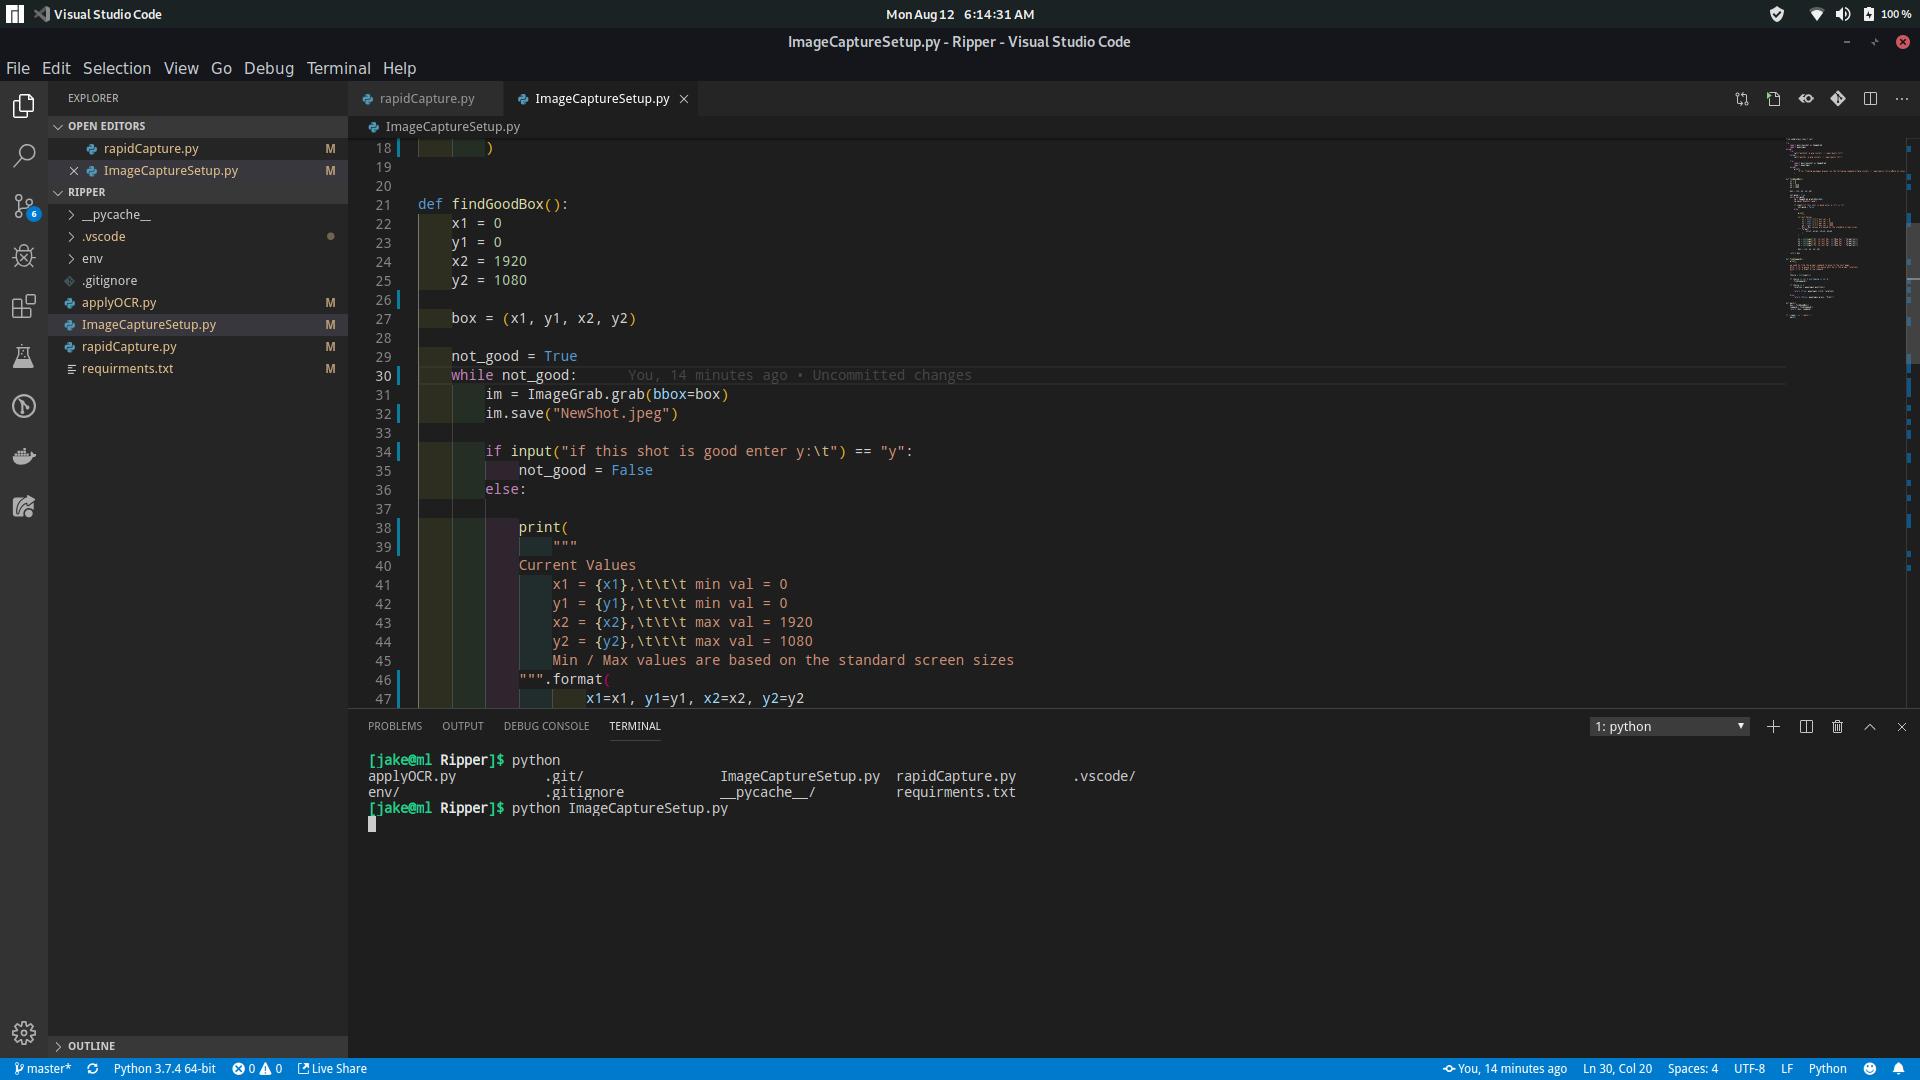 Visual Studio Code
Mon Aug 12 6:14:31 AM
100 %
ImageCaptureSetup.py - Ripper - Visual Studio Code
File Edit Selection View Go Debug Terminal Help
EXPLORER
OPEN EDITORS
rapidCapture.py M
ImageCaptureSetup.py M
RIPPER
__pycache__
.vscode
env
.gitignore
applyOCR.py M
ImageCaptureSetup.py M
rapidCapture.py M
requirments.txt M
6
OUTLINE
rapidCapture.py ImageCaptureSetup.py
ImageCaptureSetup.py
18 )
19
20
21 def findGoodBox():
22 x1 = 0
23 y1 = 0
24 x2 = 1920
25 y2 = 1080
26
27 box = (x1, y1, x2, y2)
28
29 not_good = True
30 while not_good: You, 14 minutes ago • Uncommitted changes
31 im = ImageGrab.grab(bbox=box)
32 im.save("NewShot.jpeg")
33
34 if input("if this shot is good enter y:\t") == "y":
35 not_good = False
36 else:
37
38 print(
39 """
40 Current Values
41 x1 = {x1},\t\t\t min val = 0
42 y1 = {y1},\t\t\t min val = 0
43 x2 = {x2},\t\t\t max val = 1920
44 y2 = {y2},\t\t\t max val = 1080
45 Min / Max values are based on the standard screen sizes
46 """.format(
47 x1=x1, y1=y1, x2=x2, y2=y2
PROBLEMS OUTPUT DEBUG CONSOLE TERMINAL 1: python
[jake@ml Ripper]$ python
applyOCR.py .git/ ImageCaptureSetup.py rapidCapture.py .vscode/
env/ .gitignore __pycache__/ requirments.txt
[jake@ml Ripper]$ python ImageCaptureSetup.py
master* Python 3.7.4 64-bit 0 0 Live Share You, 14 minutes ago Ln 30, Col 20 Spaces: 4 UTF-8 LF Python